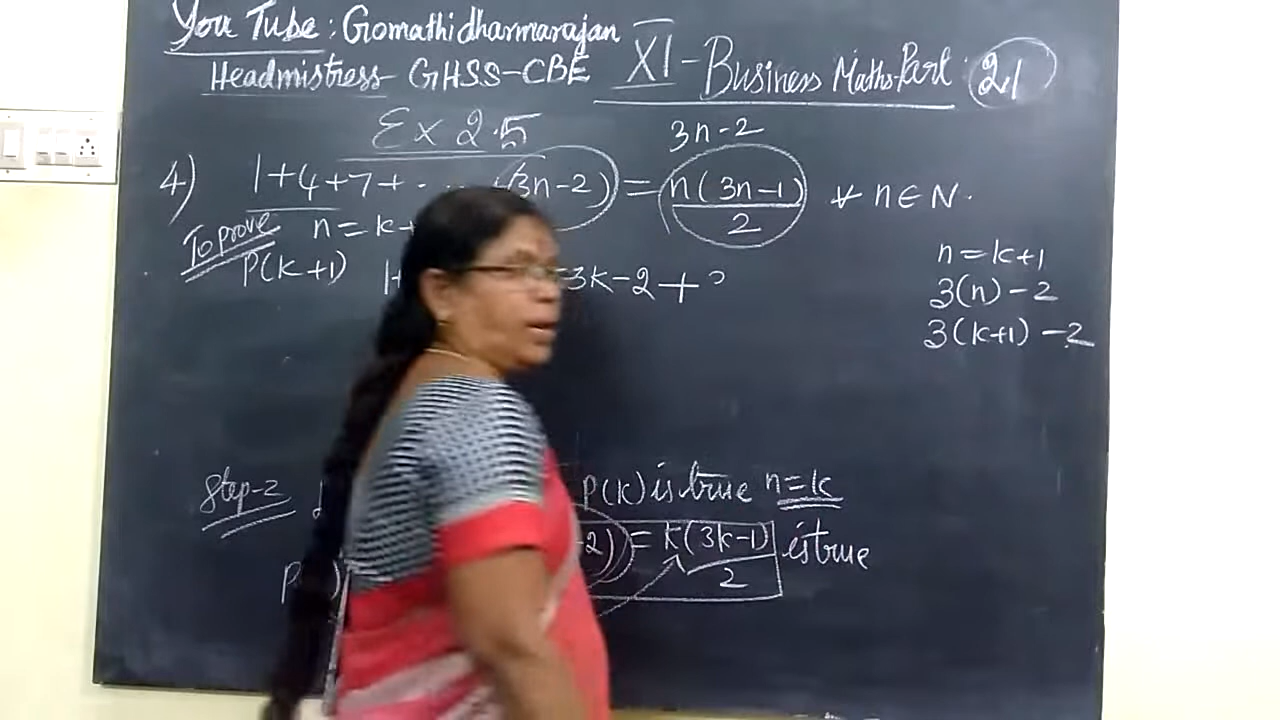 You Tube : Gomathidharmarajan
Headmistress GHSS-CBE XI - Business Maths Part 21
Ex 2.5
3n-2
4) 1+4+7+ ... (3n-2) = n(3n-1)/2 ∀ n∈N.
To prove n = k+
P(k+1) 1+ 3k-2 +
n = k+1
3(n) - 2
3(k+1) - 2
Step-2 P(k) is true n=k
-2) = k(3k-1)/2 is true